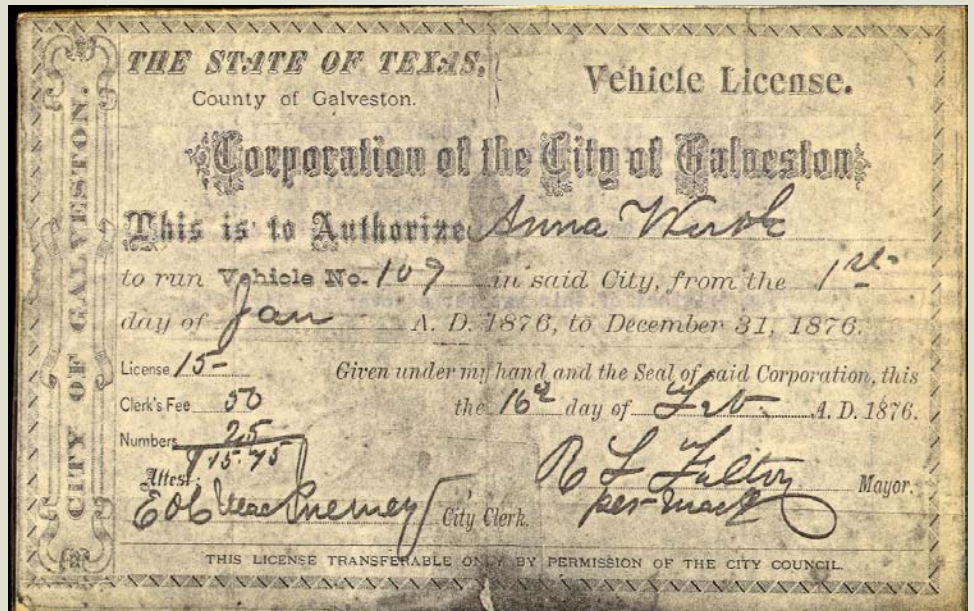 THE STATE OF TEXAS.
County of Galveston.
Vehicle License.
CITY OF GALVESTON.
Corporation of the City of Galveston
This is to Authorize Anna
to run Vehicle No. 109 in said City, from the 1st
day of Jan A. D. 1876, to December 31, 1876.
License 15-
Clerk's Fee 50
Numbers 25
$15.75
Given under my hand and the Seal of said Corporation, this
the 16th day of Feb. A. D. 1876.
Attest:
City Clerk.
R L Fulton Mayor.
per
THIS LICENSE TRANSFERABLE ONLY BY PERMISSION OF THE CITY COUNCIL.